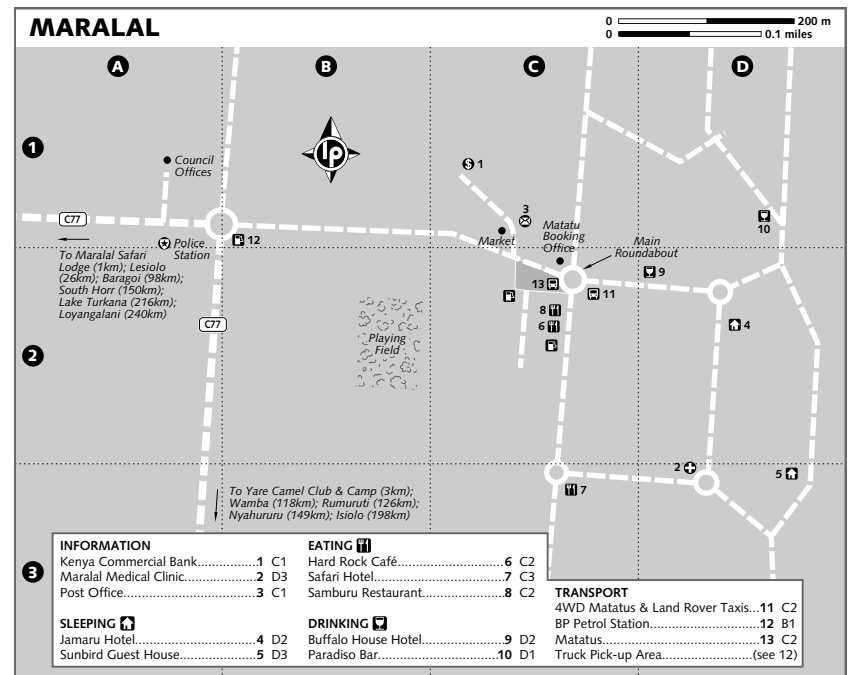 MARALAL
0 200 m
0 0.1 miles
A
B
C
D
1
2
3
lp
Council
Offices
C77
Police
Station
12
To Maralal Safari
Lodge (1km); Lesiolo
(26km); Baragoi (98km);
South Horr (150km);
Lake Turkana (216km);
Loyangalani (240km)
C77
$ 1
3
Market
Matatu
Booking
Office
Main
Roundabout
10
9
13
11
8
6
4
Playing
Field
2
5
7
To Yare Camel Club & Camp (3km);
Wamba (118km); Rumuruti (126km);
Nyahururu (149km); Isiolo (198km)
INFORMATION
Kenya Commercial Bank.................1 C1
Maralal Medical Clinic.................2 D3
Post Office.................3 C1
SLEEPING
Jamaru Hotel.................4 D2
Sunbird Guest House.................5 D3
EATING
Hard Rock Café.................6 C2
Safari Hotel.................7 C3
Samburu Restaurant.................8 C2
DRINKING
Buffalo House Hotel.................9 D2
Paradiso Bar.................10 D1
TRANSPORT
4WD Matatus & Land Rover Taxis...11 C2
BP Petrol Station.................12 B1
Matatus.................13 C2
Truck Pick-up Area.................(see 12)